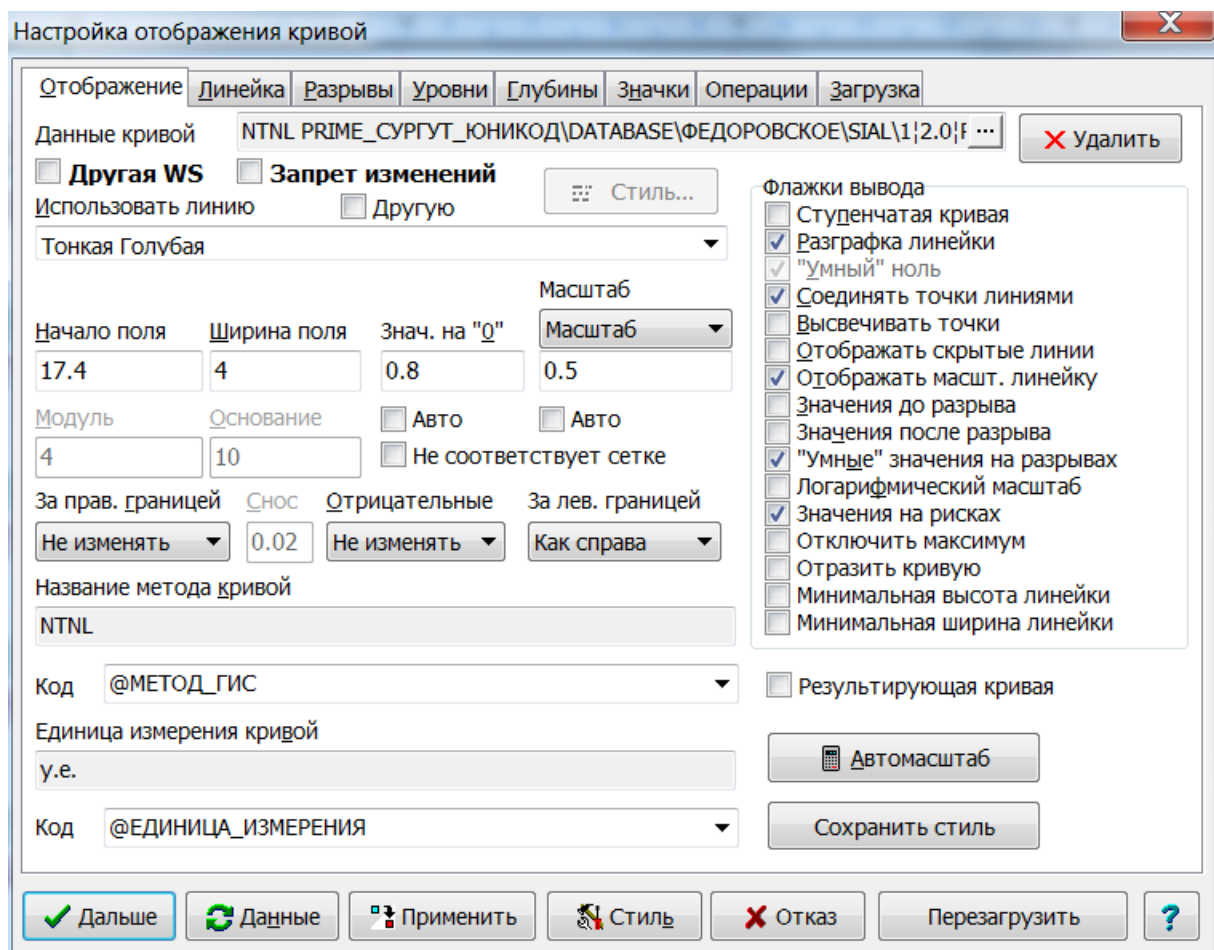 Настройка отображения кривой
Отображение Линейка Разрывы Уровни Глубины Значки Операции Загрузка
Данные кривой NTNL PRIME_СУРГУТ_ЮНИКОД\DATABASE\ФЕДОРОВСКОЕ\SIAL\1¦2.0¦F ... Удалить
Другая WS Запрет изменений
Использовать линию Другую Стиль...
Тонкая Голубая
Масштаб
Начало поля Ширина поля Знач. на "0" Масштаб
17.4 4 0.8 0.5
Модуль Основание Авто Авто
4 10 Не соответствует сетке
За прав. границей Снос Отрицательные За лев. границей
Не изменять 0.02 Не изменять Как справа
Название метода кривой
NTNL
Код @МЕТОД_ГИС
Единица измерения кривой
у.е.
Код @ЕДИНИЦА_ИЗМЕРЕНИЯ
Флажки вывода
Ступенчатая кривая
Разграфка линейки
"Умный" ноль
Соединять точки линиями
Высвечивать точки
Отображать скрытые линии
Отображать масшт. линейку
Значения до разрыва
Значения после разрыва
"Умные" значения на разрывах
Логарифмический масштаб
Значения на рисках
Отключить максимум
Отразить кривую
Минимальная высота линейки
Минимальная ширина линейки
Результирующая кривая
Автомасштаб
Сохранить стиль
Дальше Данные Применить Стиль Отказ Перезагрузить ?